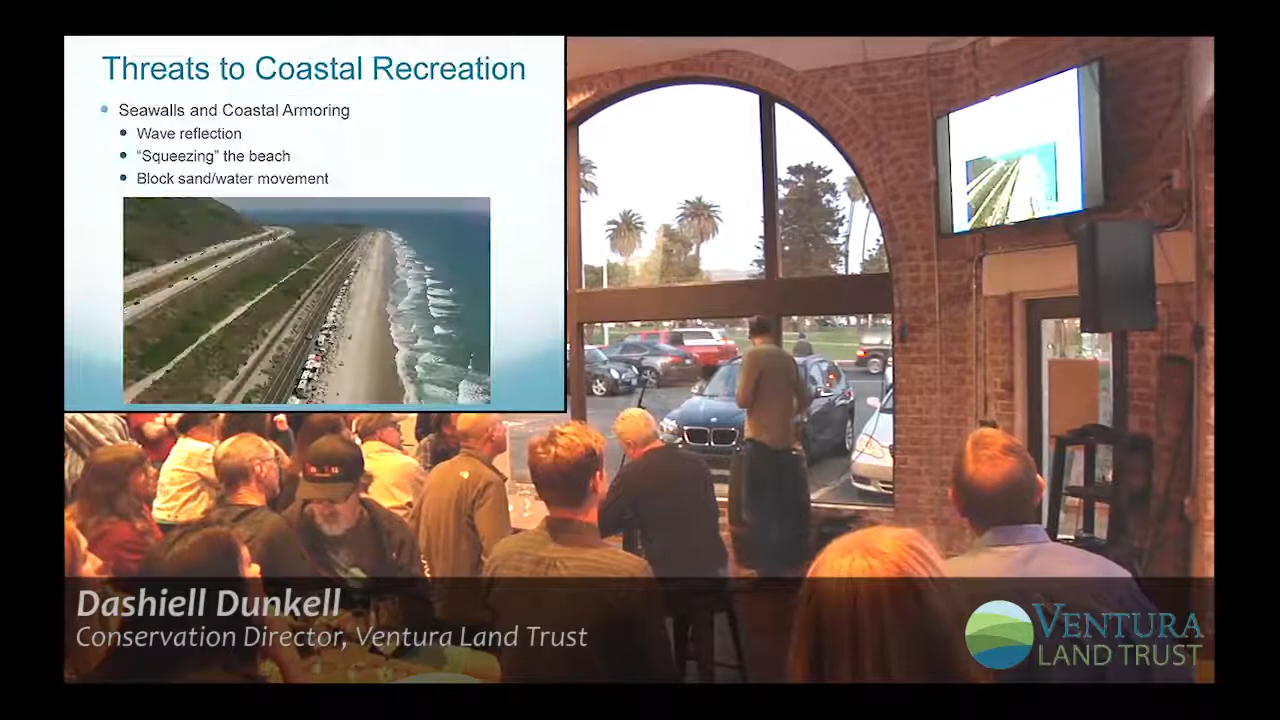 Threats to Coastal Recreation
Seawalls and Coastal Armoring
Wave reflection
“Squeezing” the beach
Block sand/water movement
Dashiell Dunkell
Conservation Director, Ventura Land Trust
VENTURA
LAND TRUST